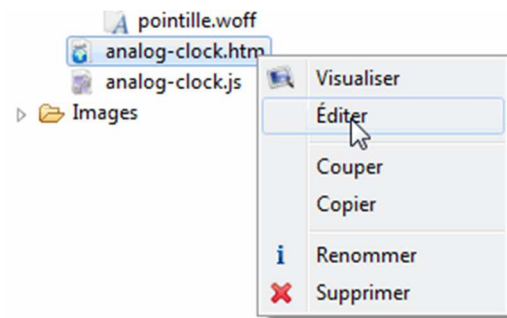 pointille.woff
analog-clock.htm
analog-clock.js
Images
Visualiser
Éditer
Couper
Copier
Renommer
Supprimer